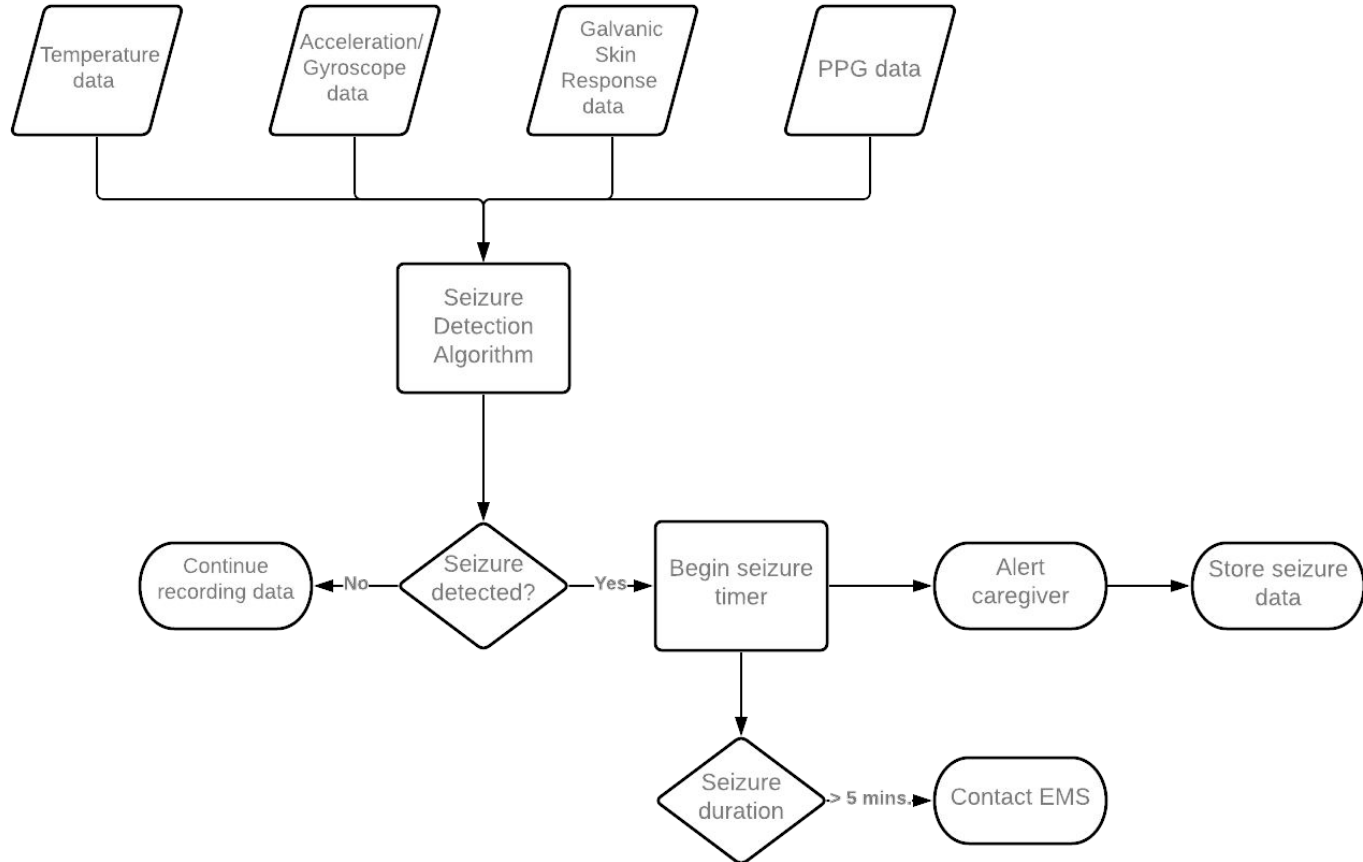 Temperature
data
Acceleration/
Gyroscope
data
Galvanic
Skin
Response
data
PPG data
Seizure
Detection
Algorithm
Continue
recording data
No
Seizure
detected?
Yes
Begin seizure
timer
Alert
caregiver
Store seizure
data
Seizure
duration
> 5 mins.
Contact EMS